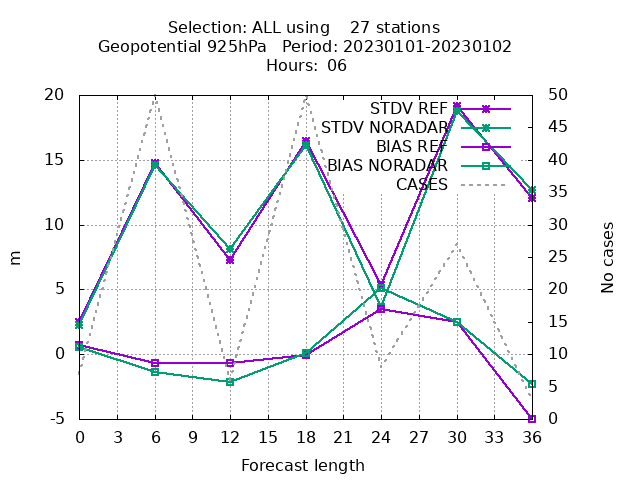 Selection: ALL using    27 stations
Geopotential 925hPa   Period: 20230101-20230102
Hours:  06
STDV REF
STDV NORADAR
BIAS REF
BIAS NORADAR
CASES
20
15
10
5
0
-5
m
50
45
40
35
30
25
20
15
10
5
0
No cases
0 3 6 9 12 15 18 21 24 27 30 33 36
Forecast length